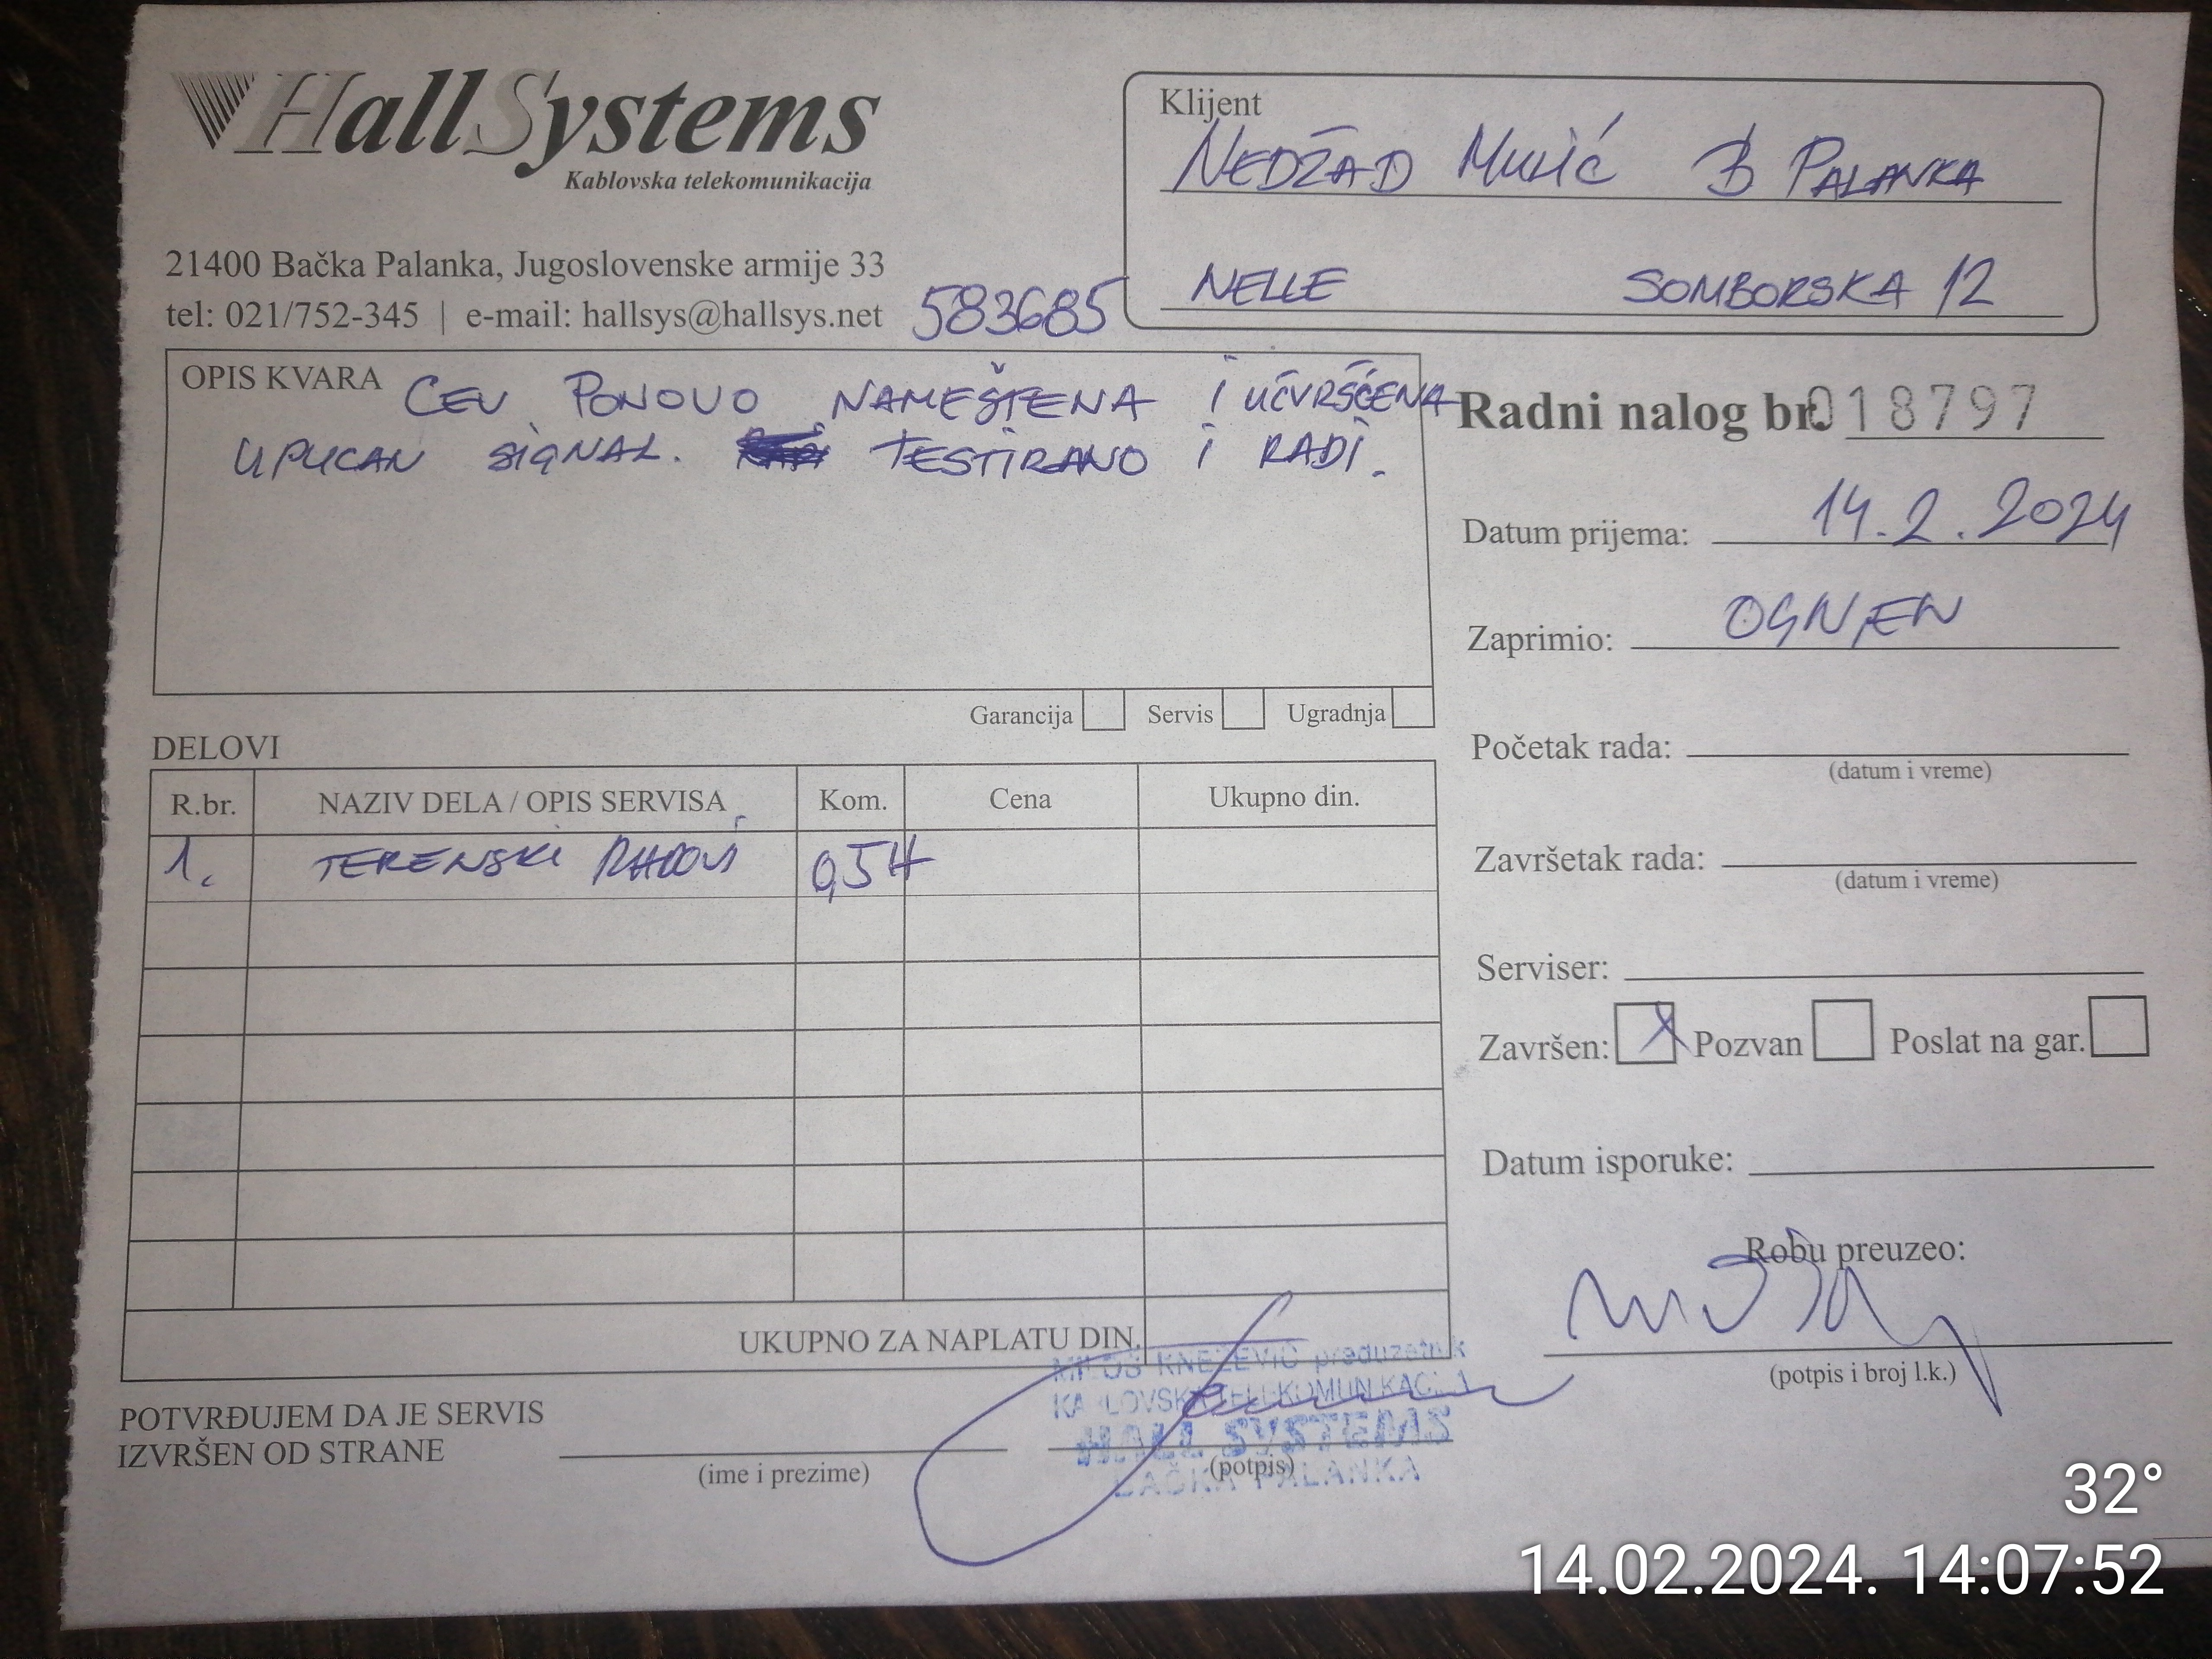 HallSystems
Kablovska telekomunikacija
21400 Bačka Palanka, Jugoslovenske armije 33
tel: 021/752-345 | e-mail: hallsys@hallsys.net
583685
Klijent
NEDŽAD B PALANKA
NELLE SOMBORSKA 12
OPIS KVARA CEV PONOVO NAMEŠTENA I UČVRŠĆENA
UPUCAN SIGNAL. TESTIRANO I RADI.
Garancija Servis Ugradnja
Radni nalog br. 018797
Datum prijema: 14.2.2024
Zaprimio: OGNJEN
Početak rada:
(datum i vreme)
Završetak rada:
(datum i vreme)
Serviser:
Završen: X Pozvan Poslat na gar.
Datum isporuke:
Robu preuzeo:
(potpis i broj l.k.)
DELOVI
R.br. NAZIV DELA / OPIS SERVISA Kom. Cena Ukupno din.
1. TERENSKI RADOVI 0,5H
UKUPNO ZA NAPLATU DIN.
MILOŠ KNEŽEVIĆ preduzetnik
KABLOVSKA TELEKOMUNIKACIJA
HALL SYSTEMS
BAČKA PALANKA
POTVRĐUJEM DA JE SERVIS
IZVRŠEN OD STRANE
(ime i prezime)
(potpis)
32°
14.02.2024. 14:07:52